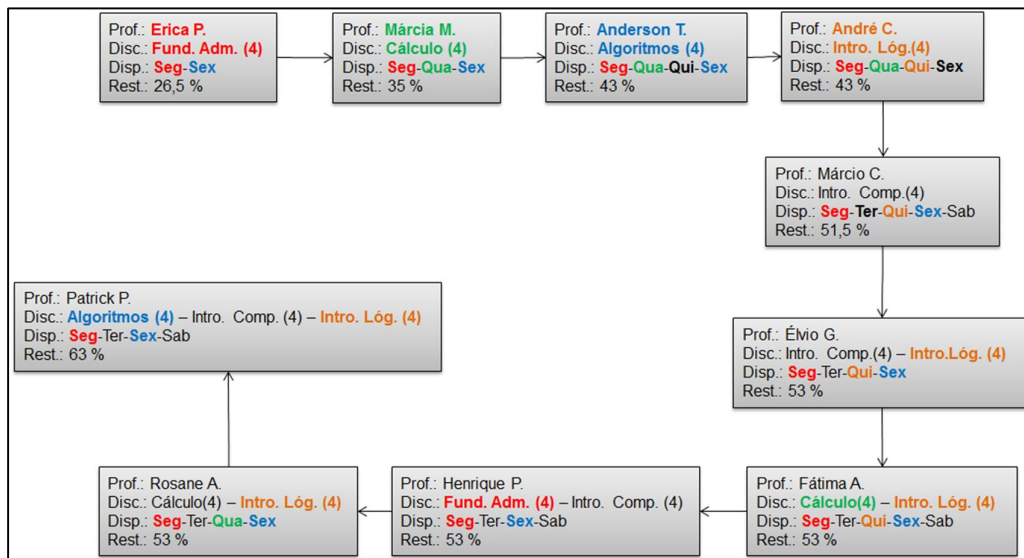 Prof.: Erica P.
Disc.: Fund. Adm. (4)
Disp.: Seg-Sex
Rest.: 26,5 %
Prof.: Márcia M.
Disc.: Cálculo (4)
Disp.: Seg-Qua-Sex
Rest.: 35 %
Prof.: Anderson T.
Disc.: Algoritmos (4)
Disp.: Seg-Qua-Qui-Sex
Rest.: 43 %
Prof.: André C.
Disc.: Intro. Lóg.(4)
Disp.: Seg-Qua-Qui-Sex
Rest.: 43 %
Prof.: Márcio C.
Disc.: Intro. Comp.(4)
Disp.: Seg-Ter-Qui-Sex-Sab
Rest.: 51,5 %
Prof.: Élvio G.
Disc.: Intro. Comp.(4) – Intro.Lóg. (4)
Disp.: Seg-Ter-Qui-Sex
Rest.: 53 %
Prof.: Fátima A.
Disc.: Cálculo(4) – Intro. Lóg. (4)
Disp.: Seg-Ter-Qui-Sex-Sab
Rest.: 53 %
Prof.: Henrique P.
Disc.: Fund. Adm. (4) – Intro. Comp. (4)
Disp.: Seg-Ter-Sex-Sab
Rest.: 53 %
Prof.: Rosane A.
Disc.: Cálculo(4) – Intro. Lóg. (4)
Disp.: Seg-Ter-Qua-Sex
Rest.: 53 %
Prof.: Patrick P.
Disc.: Algoritmos (4) – Intro. Comp. (4) – Intro. Lóg. (4)
Disp.: Seg-Ter-Sex-Sab
Rest.: 63 %